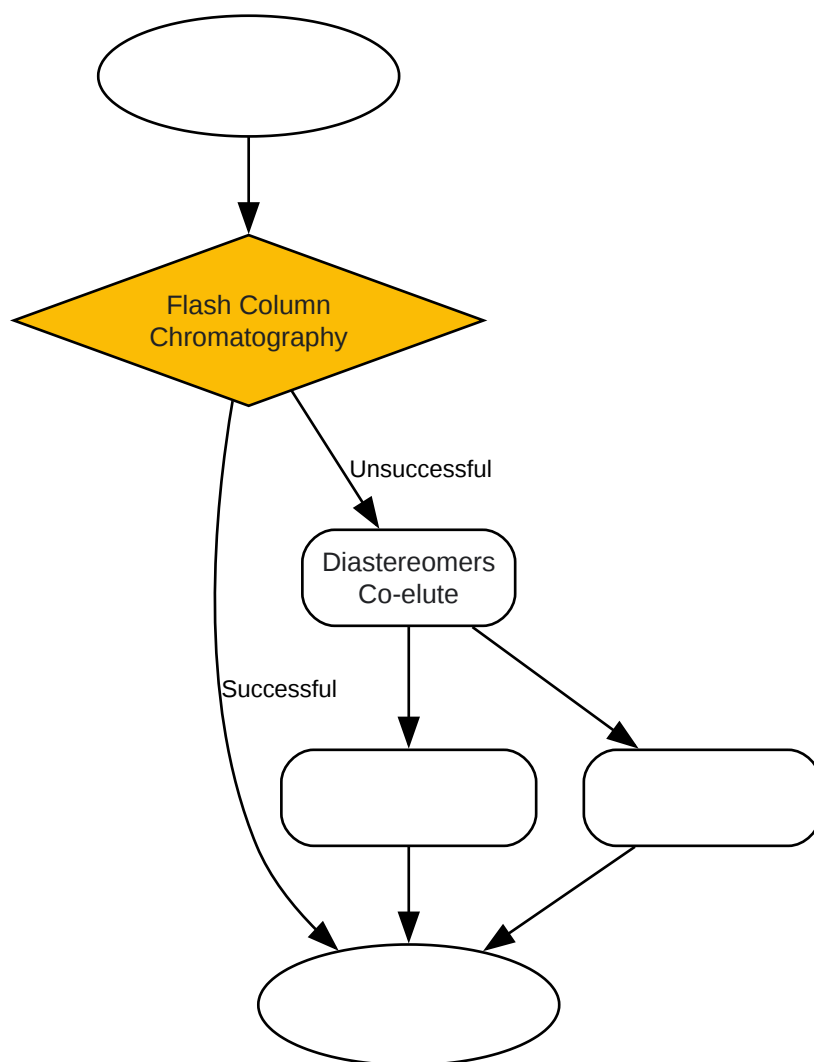 Flash Column
Chromatography
Unsuccessful
Diastereomers
Co-elute
Successful